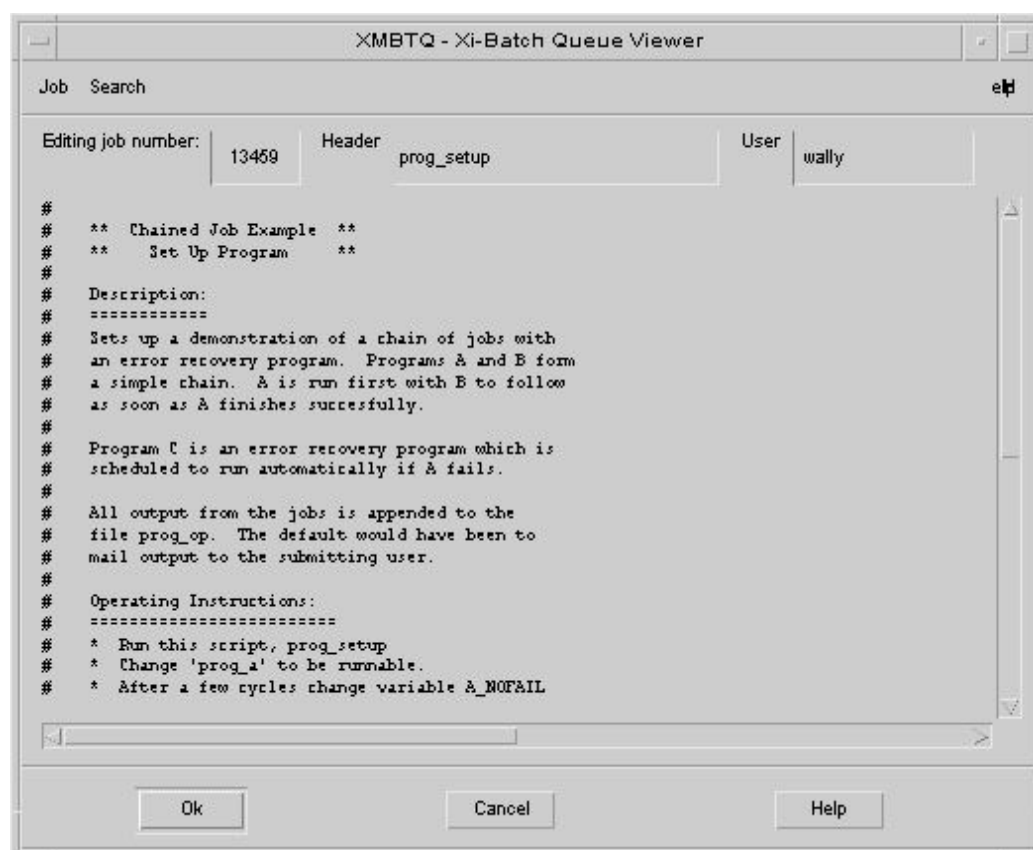 XMBTQ - Xi-Batch Queue Viewer
Job Search elp
Editing job number: 13459 Header prog_setup User wally
#
# ** Chained Job Example **
# ** Set Up Program **
#
# Description:
# ============
# Sets up a demonstration of a chain of jobs with
# an error recovery program. Programs A and B form
# a simple chain. A is run first with B to follow
# as soon as A finishes succesfully.
#
# Program C is an error recovery program which is
# scheduled to run automatically if A fails.
#
# All output from the jobs is appended to the
# file prog_op. The default would have been to
# mail output to the submitting user.
#
# Operating Instructions:
# =========================
# * Run this script, prog_setup
# * Change 'prog_a' to be runnable.
# * After a few cycles change variable A_NOFAIL
Ok Cancel Help